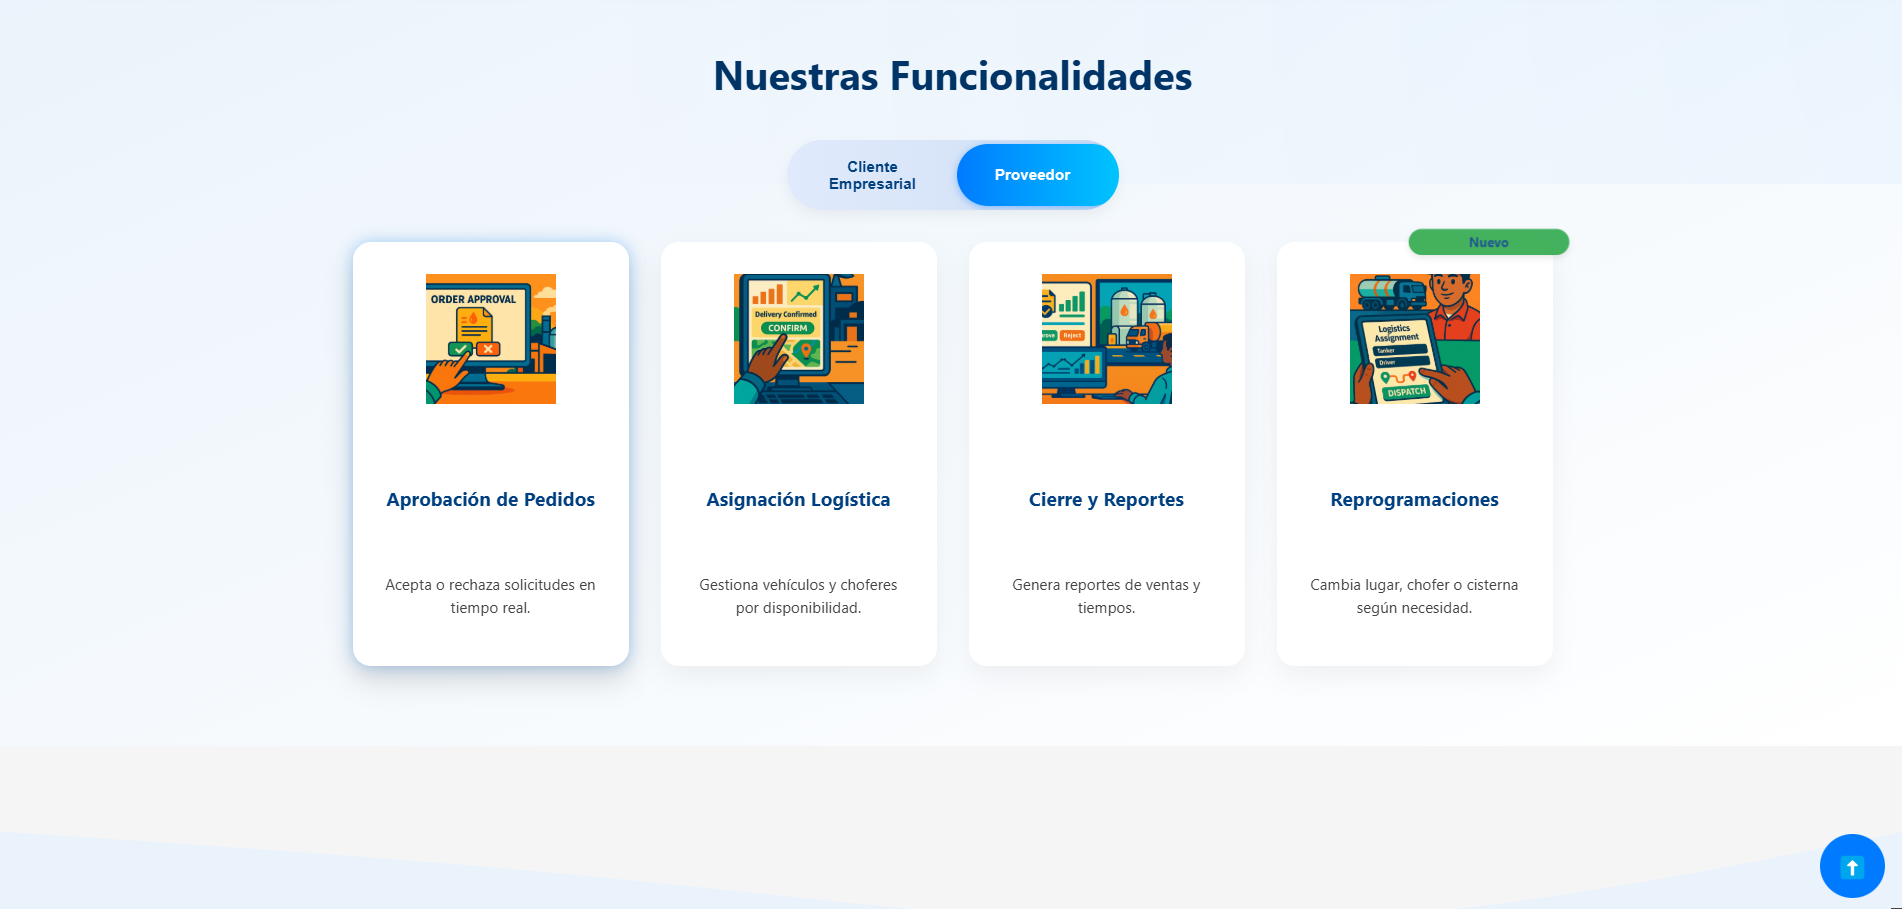 Nuestras Funcionalidades
Cliente
Empresarial
Proveedor
Nuevo
ORDER APPROVAL
Delivery Confirmed
CONFIRM
Reject
Logistics
Assignment
Tanker
Driver
DISPATCH
Aprobación de Pedidos
Asignación Logística
Cierre y Reportes
Reprogramaciones
Acepta o rechaza solicitudes en
tiempo real.
Gestiona vehículos y choferes
por disponibilidad.
Genera reportes de ventas y
tiempos.
Cambia lugar, chofer o cisterna
según necesidad.